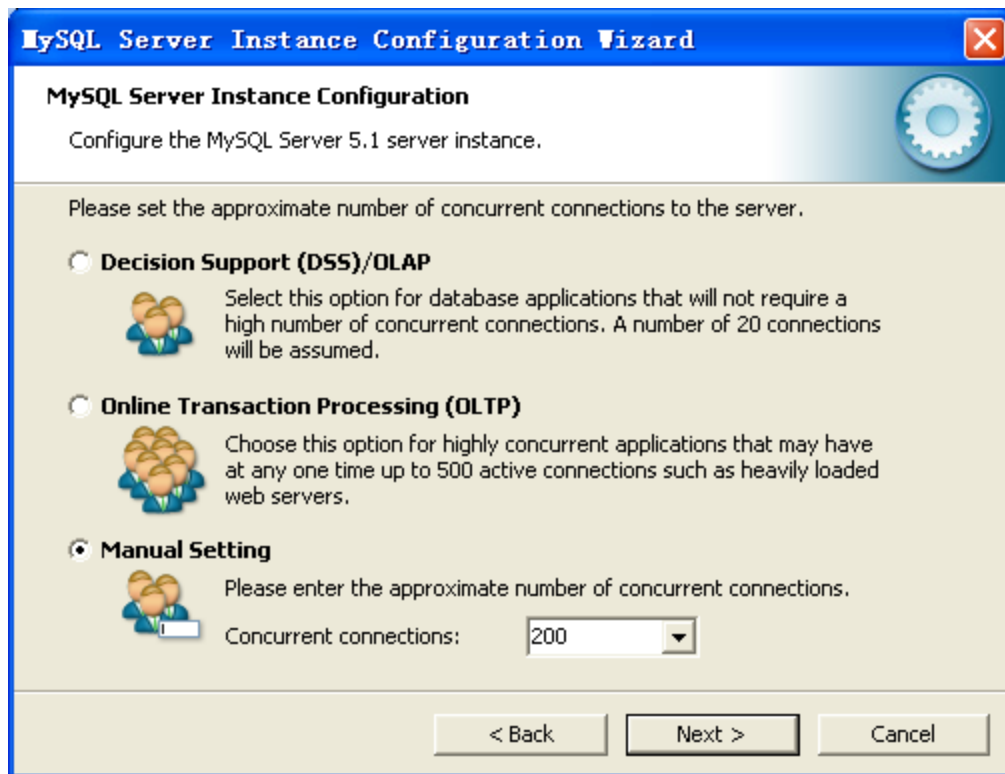 MySQL Server Instance Configuration Wizard
MySQL Server Instance Configuration
Configure the MySQL Server 5.1 server instance.
Please set the approximate number of concurrent connections to the server.
Decision Support (DSS)/OLAP
Select this option for database applications that will not require a
high number of concurrent connections. A number of 20 connections
will be assumed.
Online Transaction Processing (OLTP)
Choose this option for highly concurrent applications that may have
at any one time up to 500 active connections such as heavily loaded
web servers.
Manual Setting
Please enter the approximate number of concurrent connections.
Concurrent connections: 200
< Back Next > Cancel